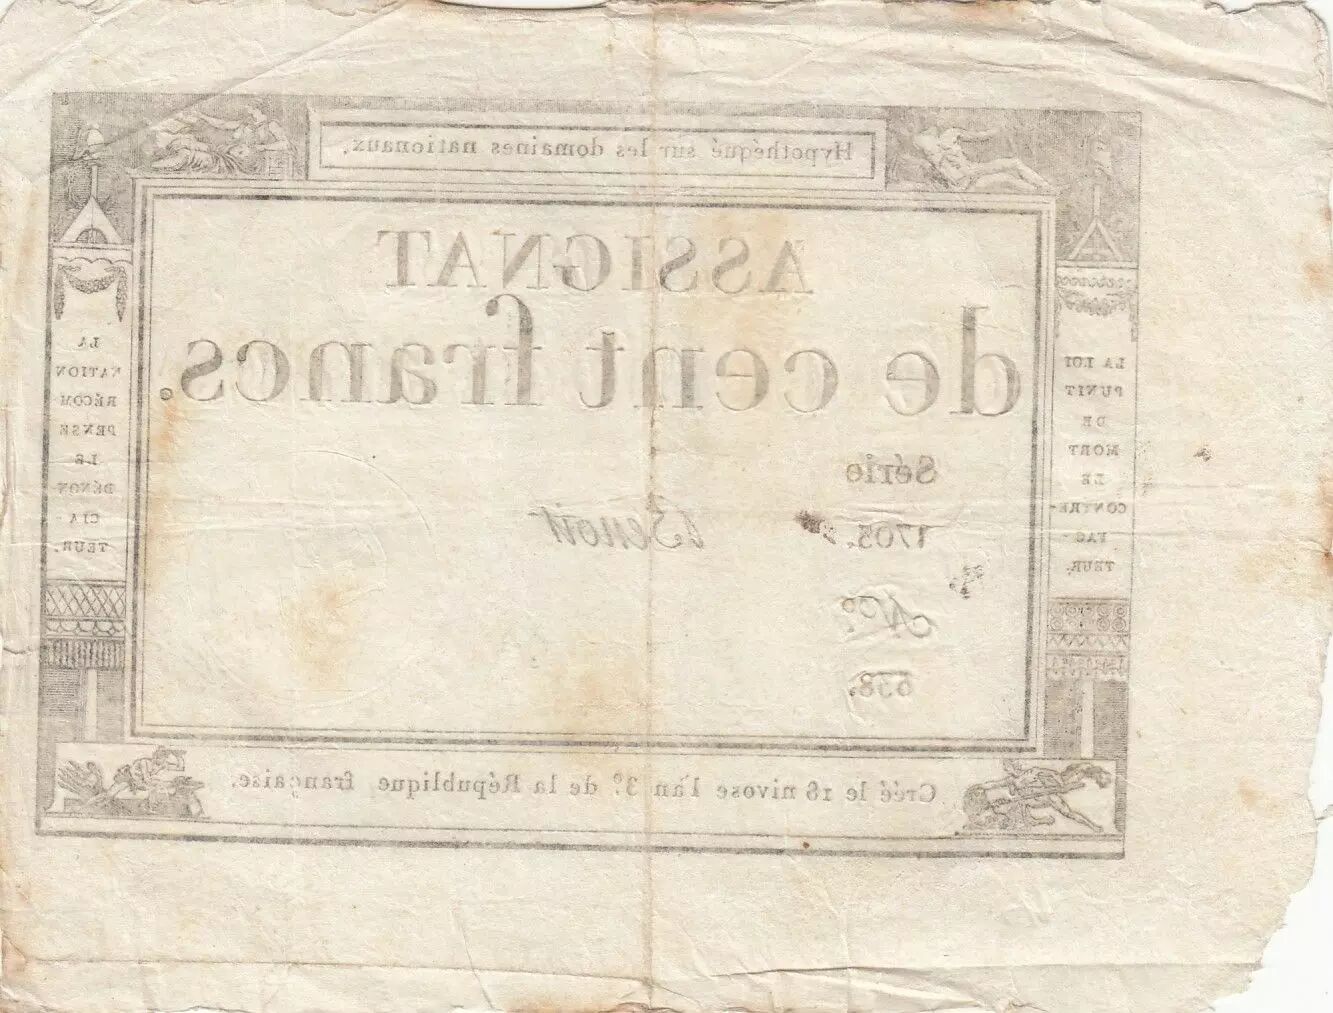 Hypothéqué sur les domaines nationaux.
ASSIGNAT
de cent francs.
Série
1705.
Benoit
Nº.
638.
LA LOI
PUNIT
DE
MORT
LE
CONTRE-
FAC-
TEUR.
LA
NATION
RÉCOM-
PENSE
LE
DÉNON-
CIA-
TEUR.
Créé le 18 nivose l'an 3º. de la République française.